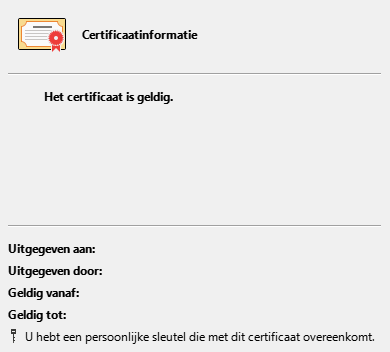 Certificaatinformatie
Het certificaat is geldig.
Uitgegeven aan:
Uitgegeven door:
Geldig vanaf:
Geldig tot:
U hebt een persoonlijke sleutel die met dit certificaat overeenkomt.